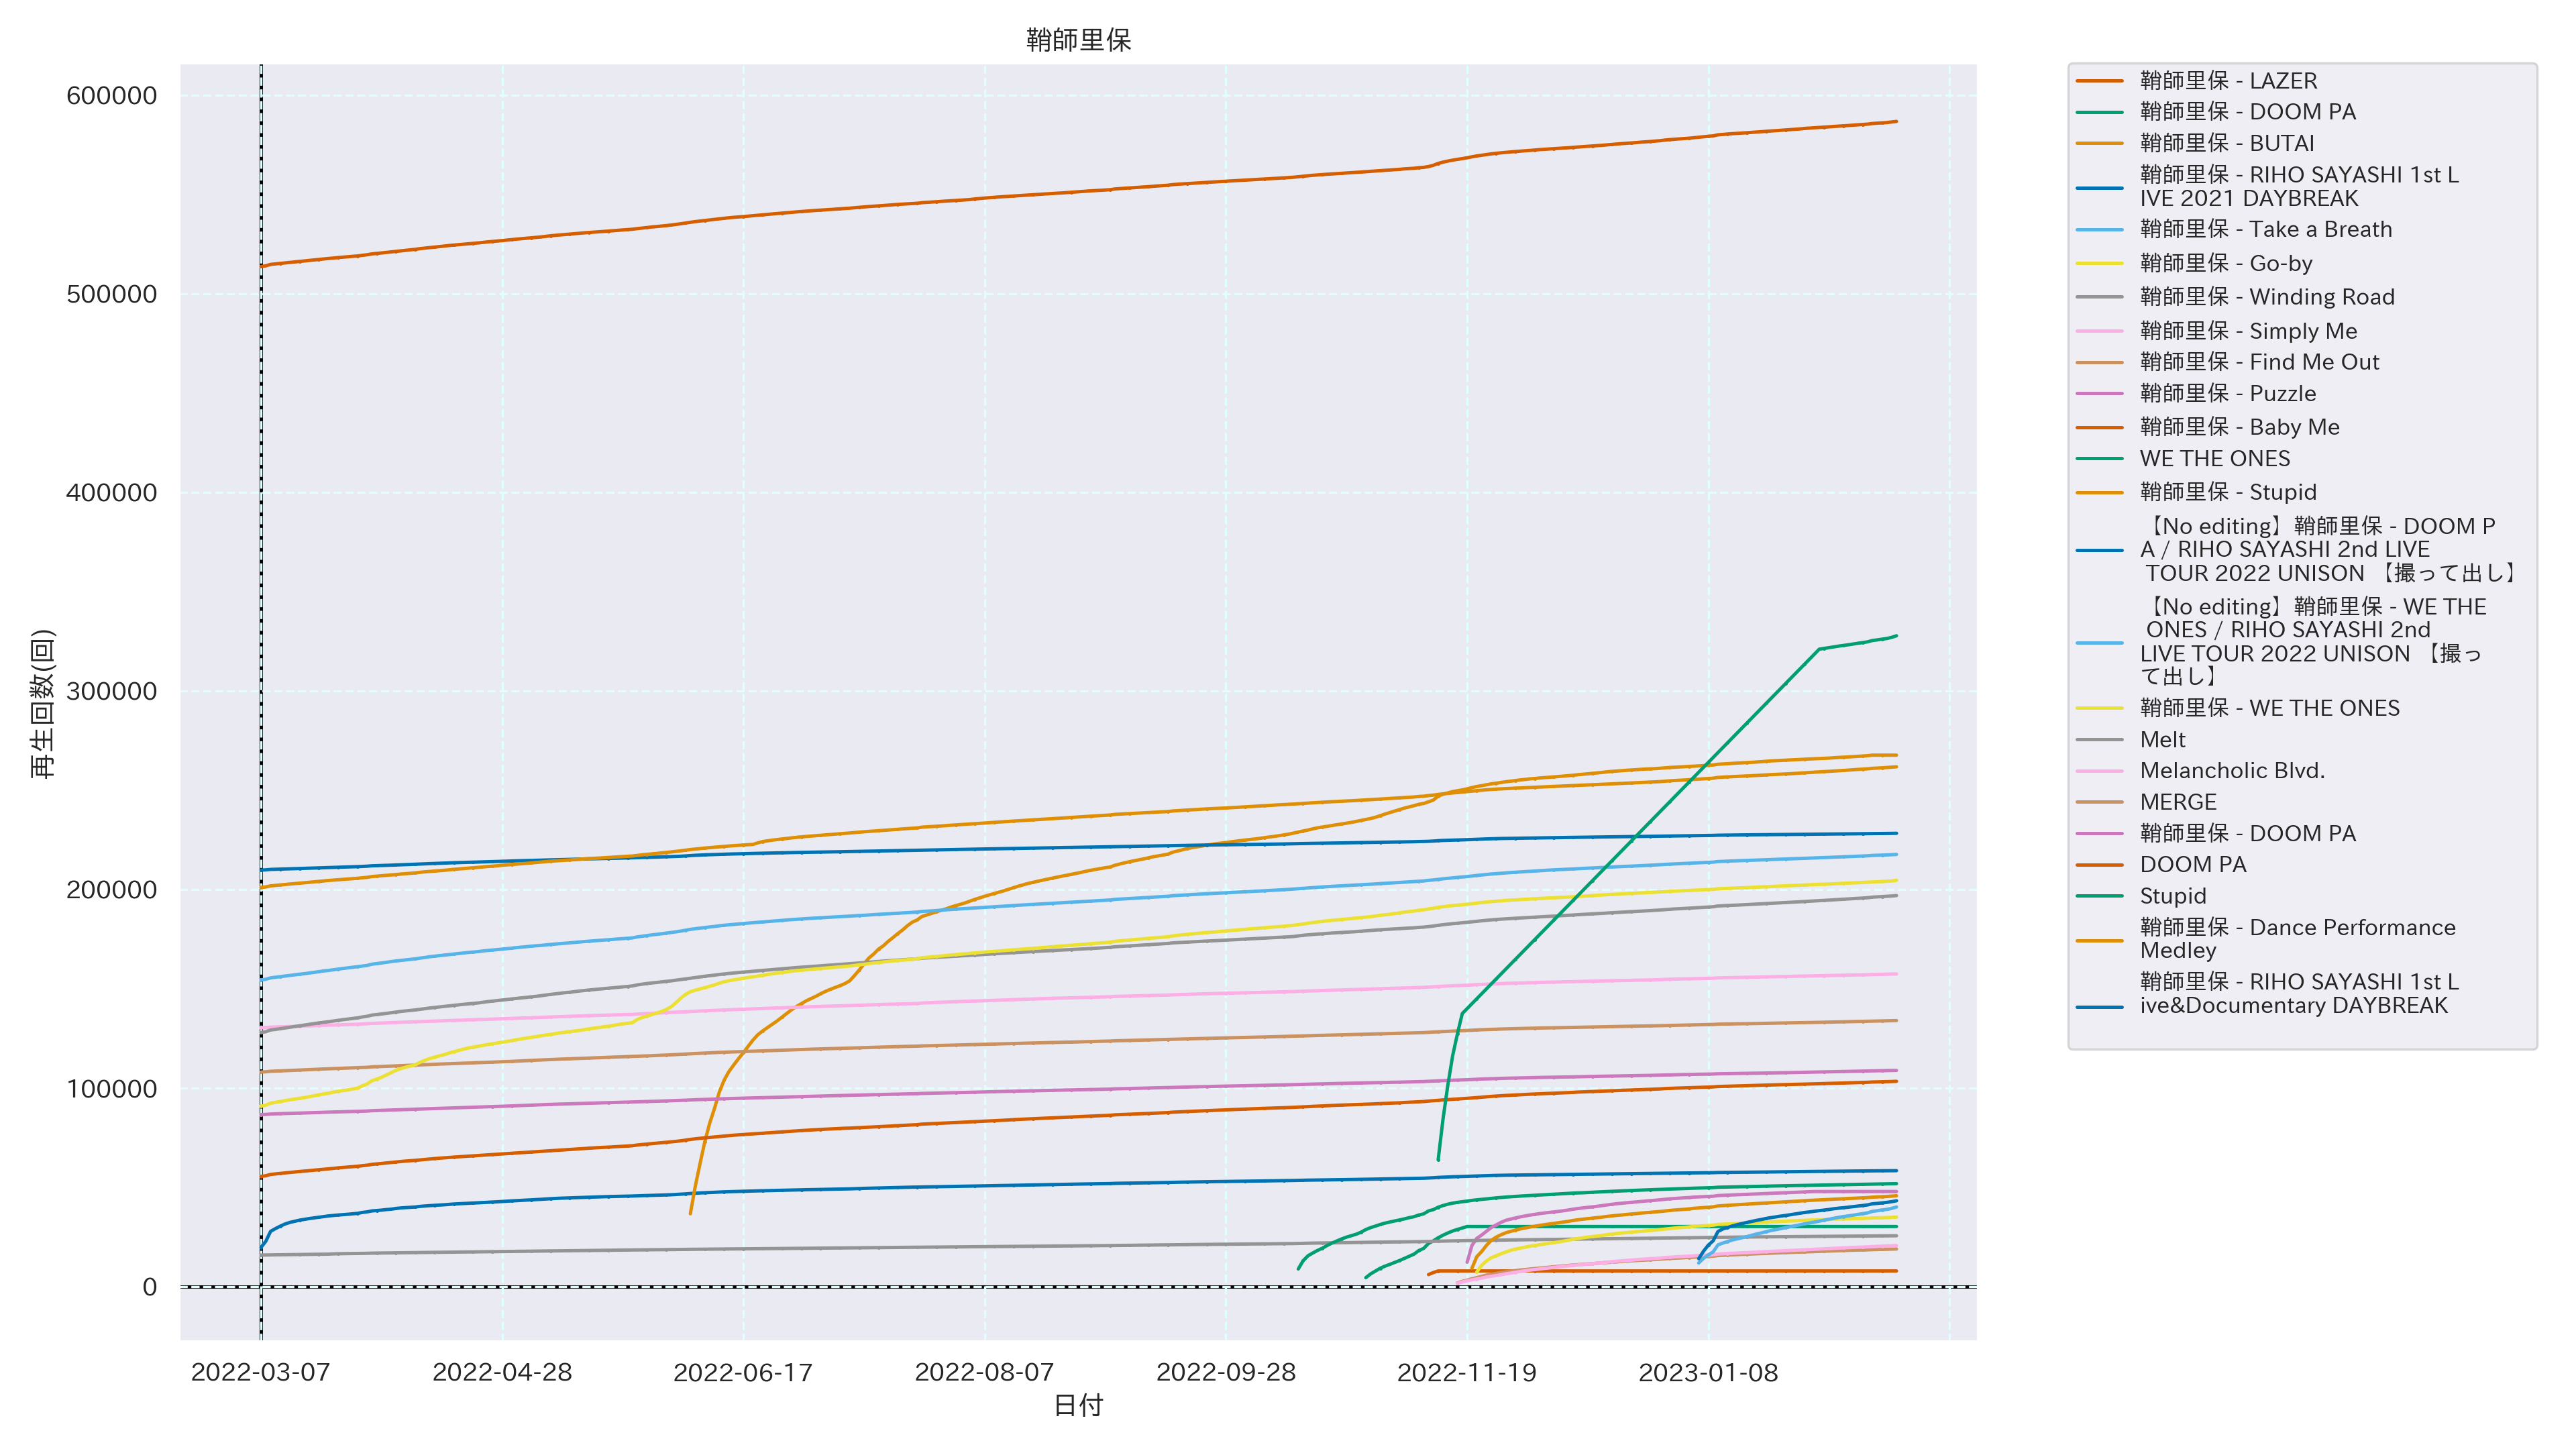 鞘師里保
600000
500000
400000
300000
200000
100000
0
再生回数(回)
2022-03-07
2022-04-28
2022-06-17
2022-08-07
2022-09-28
2022-11-19
2023-01-08
日付
鞘師里保 - LAZER
鞘師里保 - DOOM PA
鞘師里保 - BUTAI
鞘師里保 - RIHO SAYASHI 1st L
IVE 2021 DAYBREAK
鞘師里保 - Take a Breath
鞘師里保 - Go-by
鞘師里保 - Winding Road
鞘師里保 - Simply Me
鞘師里保 - Find Me Out
鞘師里保 - Puzzle
鞘師里保 - Baby Me
WE THE ONES
鞘師里保 - Stupid
【No editing】鞘師里保 - DOOM P
A / RIHO SAYASHI 2nd LIVE
TOUR 2022 UNISON 【撮って出し】
【No editing】鞘師里保 - WE THE
ONES / RIHO SAYASHI 2nd
LIVE TOUR 2022 UNISON 【撮っ
て出し】
鞘師里保 - WE THE ONES
Melt
Melancholic Blvd.
MERGE
鞘師里保 - DOOM PA
DOOM PA
Stupid
鞘師里保 - Dance Performance
Medley
鞘師里保 - RIHO SAYASHI 1st L
ive&Documentary DAYBREAK